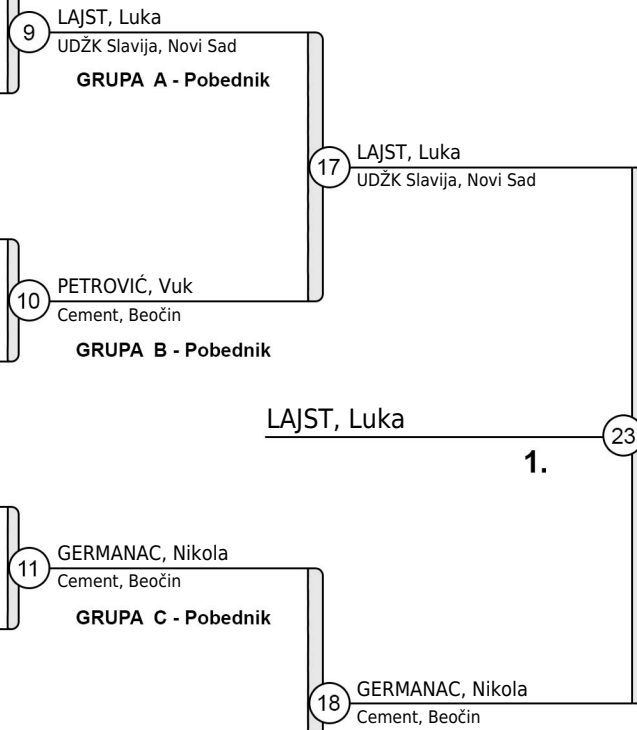 9
LAJST, Luka
UDŽK Slavija, Novi Sad
GRUPA A - Pobednik
17
LAJST, Luka
UDŽK Slavija, Novi Sad
10
PETROVIĆ, Vuk
Cement, Beočin
GRUPA B - Pobednik
LAJST, Luka
23
1.
11
GERMANAC, Nikola
Cement, Beočin
GRUPA C - Pobednik
18
GERMANAC, Nikola
Cement, Beočin